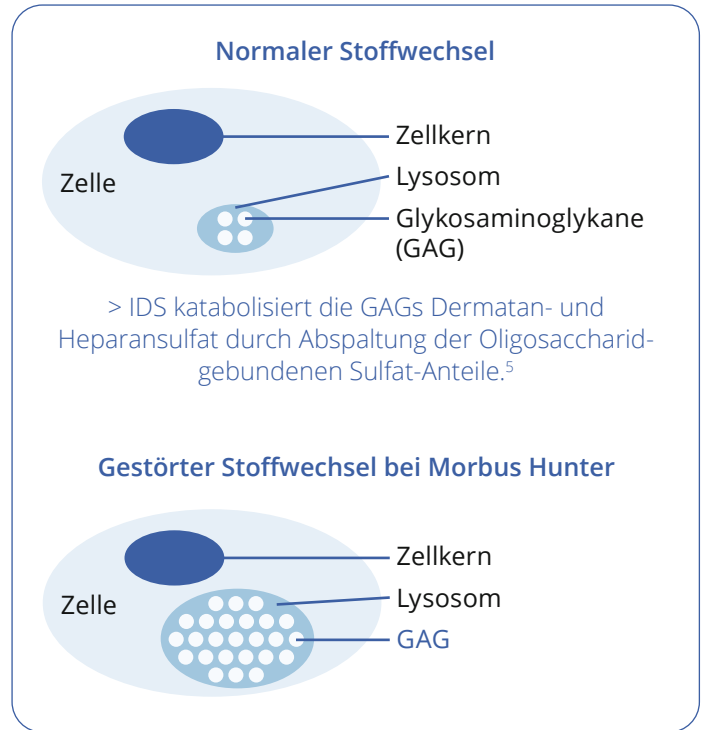 Normaler Stoffwechsel
Zellkern
Zelle
Lysosom
Glykosaminoglykane
(GAG)
> IDS katabolisiert die GAGs Dermatan- und
Heparansulfat durch Abspaltung der Oligosaccharid-
gebundenen Sulfat-Anteile.⁵
Gestörter Stoffwechsel bei Morbus Hunter
Zellkern
Zelle
Lysosom
GAG